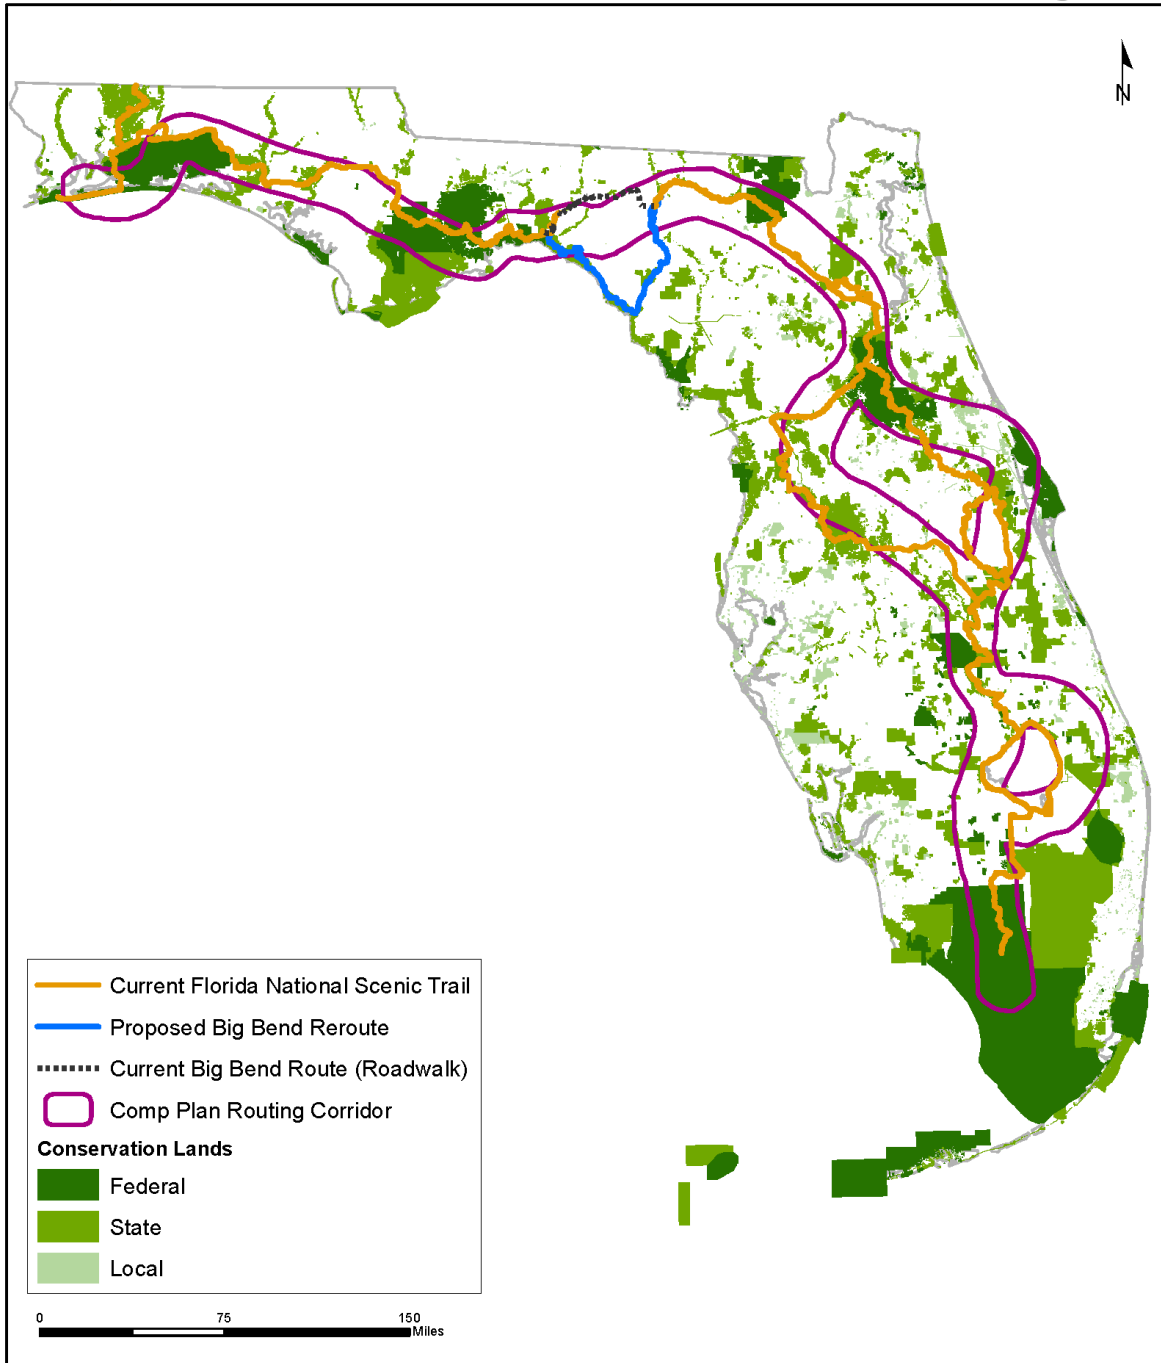 N
Current Florida National Scenic Trail
Proposed Big Bend Reroute
Current Big Bend Route (Roadwalk)
Comp Plan Routing Corridor
Conservation Lands
Federal
State
Local
0 75 150
Miles